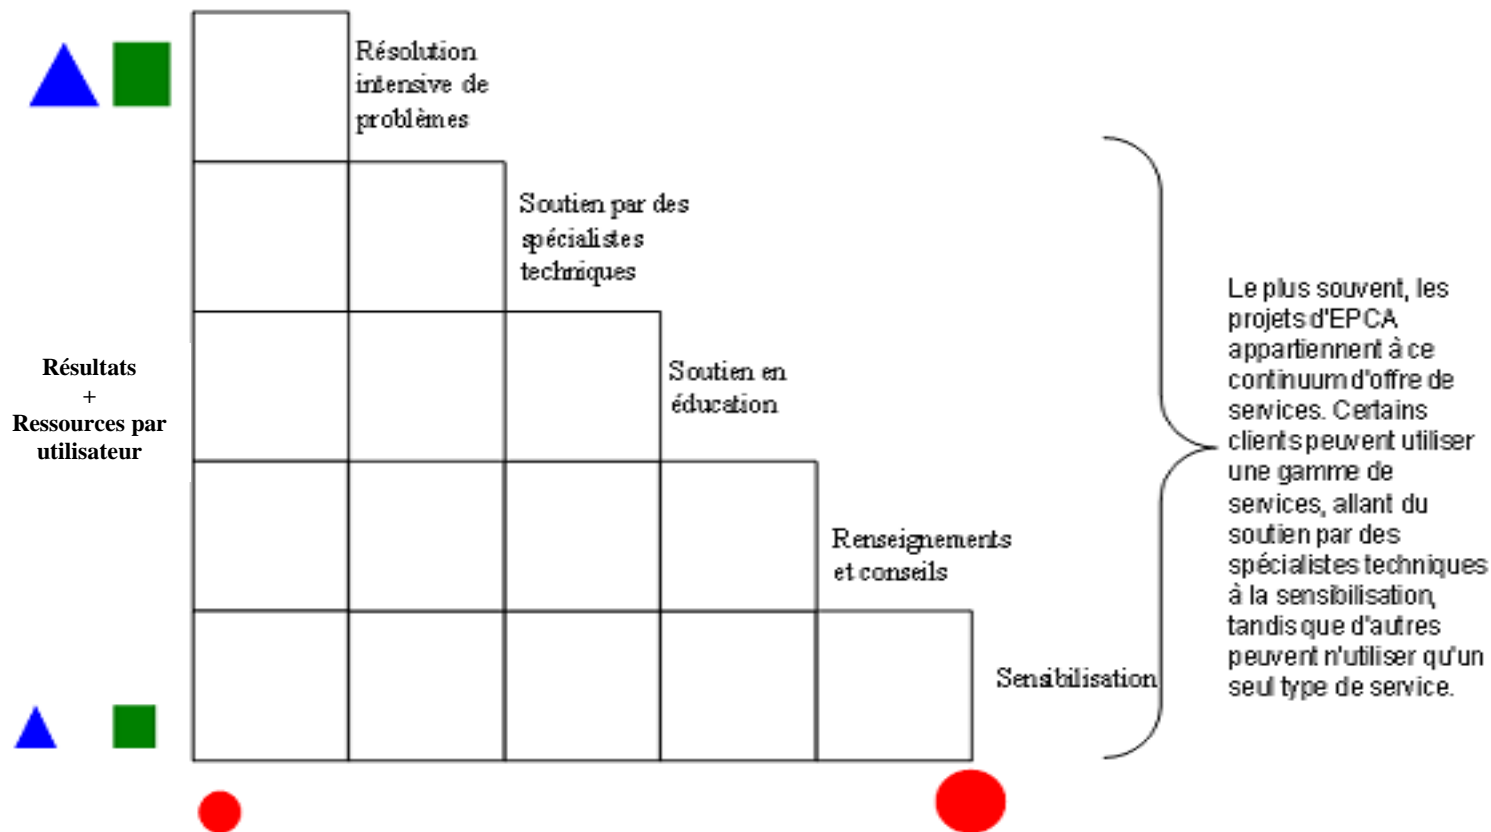 Résolution
intensive de
problèmes
Soutien par des
spécialistes
techniques
Résultats
+
Ressources par
utilisateur
Soutien en
éducation
Renseignements
et conseils
Sensibilisation
Le plus souvent, les
projets d'EPCA
appartiennent à ce
continuum d'offre de
services. Certains
clients peuvent utiliser
une gamme de
services, allant du
soutien par des
spécialistes techniques
à la sensibilisation,
tandis que d'autres
peuvent n'utiliser qu'un
seul type de service.